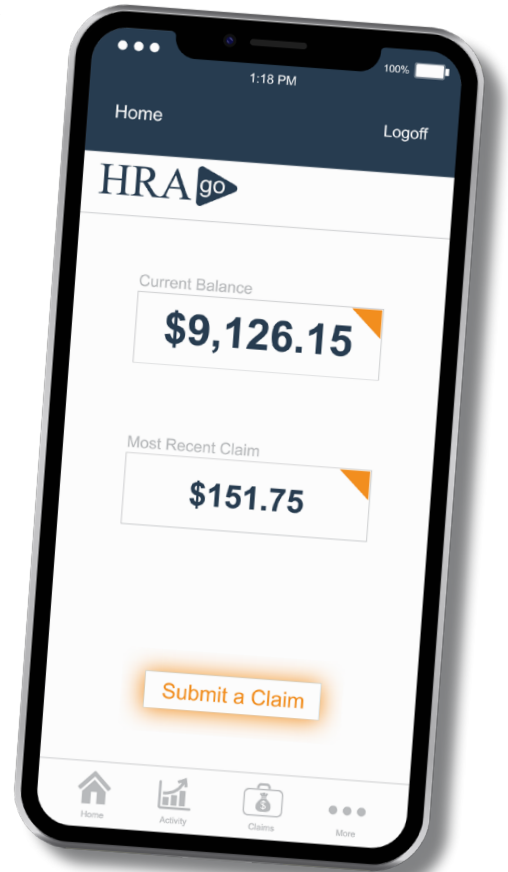 1:18 PM
100%
Home
Logoff
HRA go
Current Balance
$9,126.15
Most Recent Claim
$151.75
Submit a Claim
Home
Activity
$
Claims
More